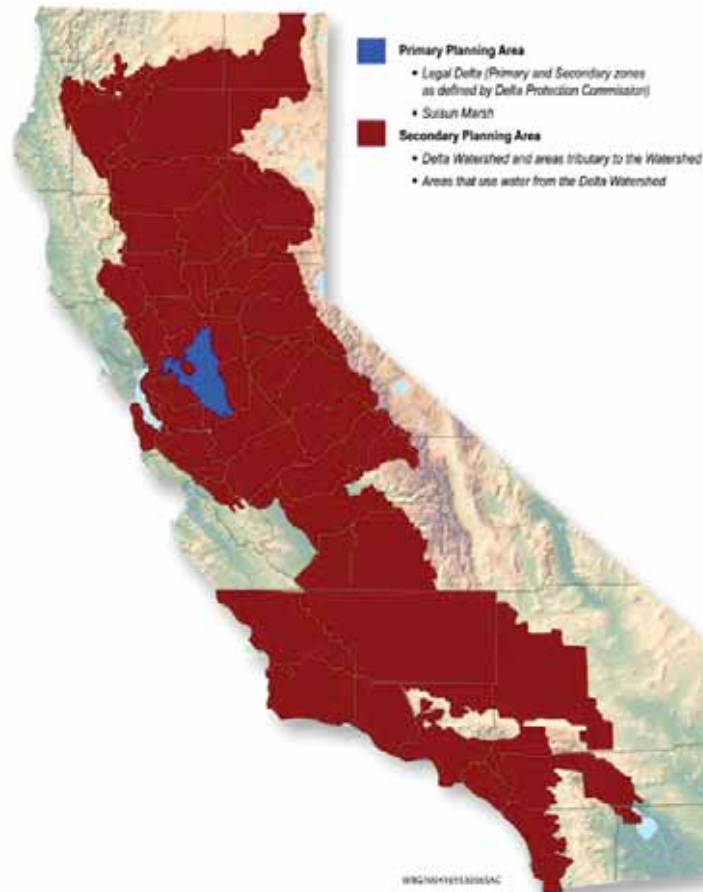 Primary Planning Area
• Legal Delta (Primary and Secondary zones
as defined by Delta Protection Commission)
• Suisun Marsh
Secondary Planning Area
• Delta Watershed and areas tributary to the Watershed
• Areas that use water from the Delta Watershed